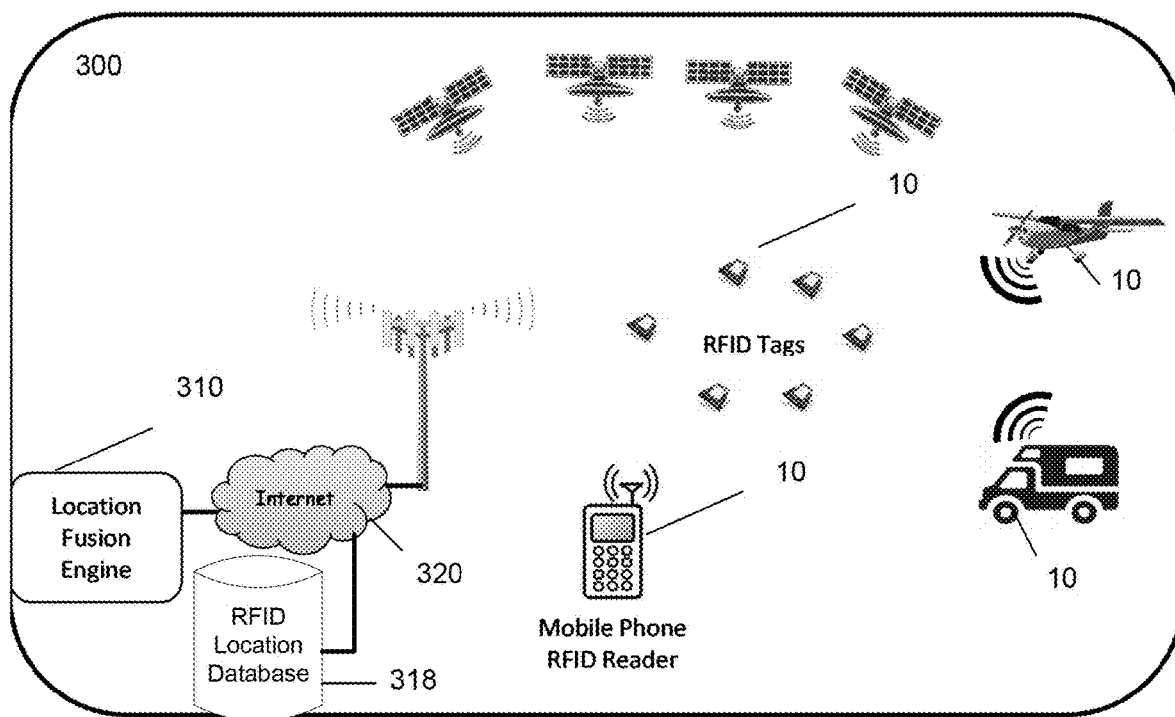 300
10
10
RFID Tags
310
10
Location
Fusion
Engine
Internet
320
10
RFID
Location
Database
318
Mobile Phone
RFID Reader